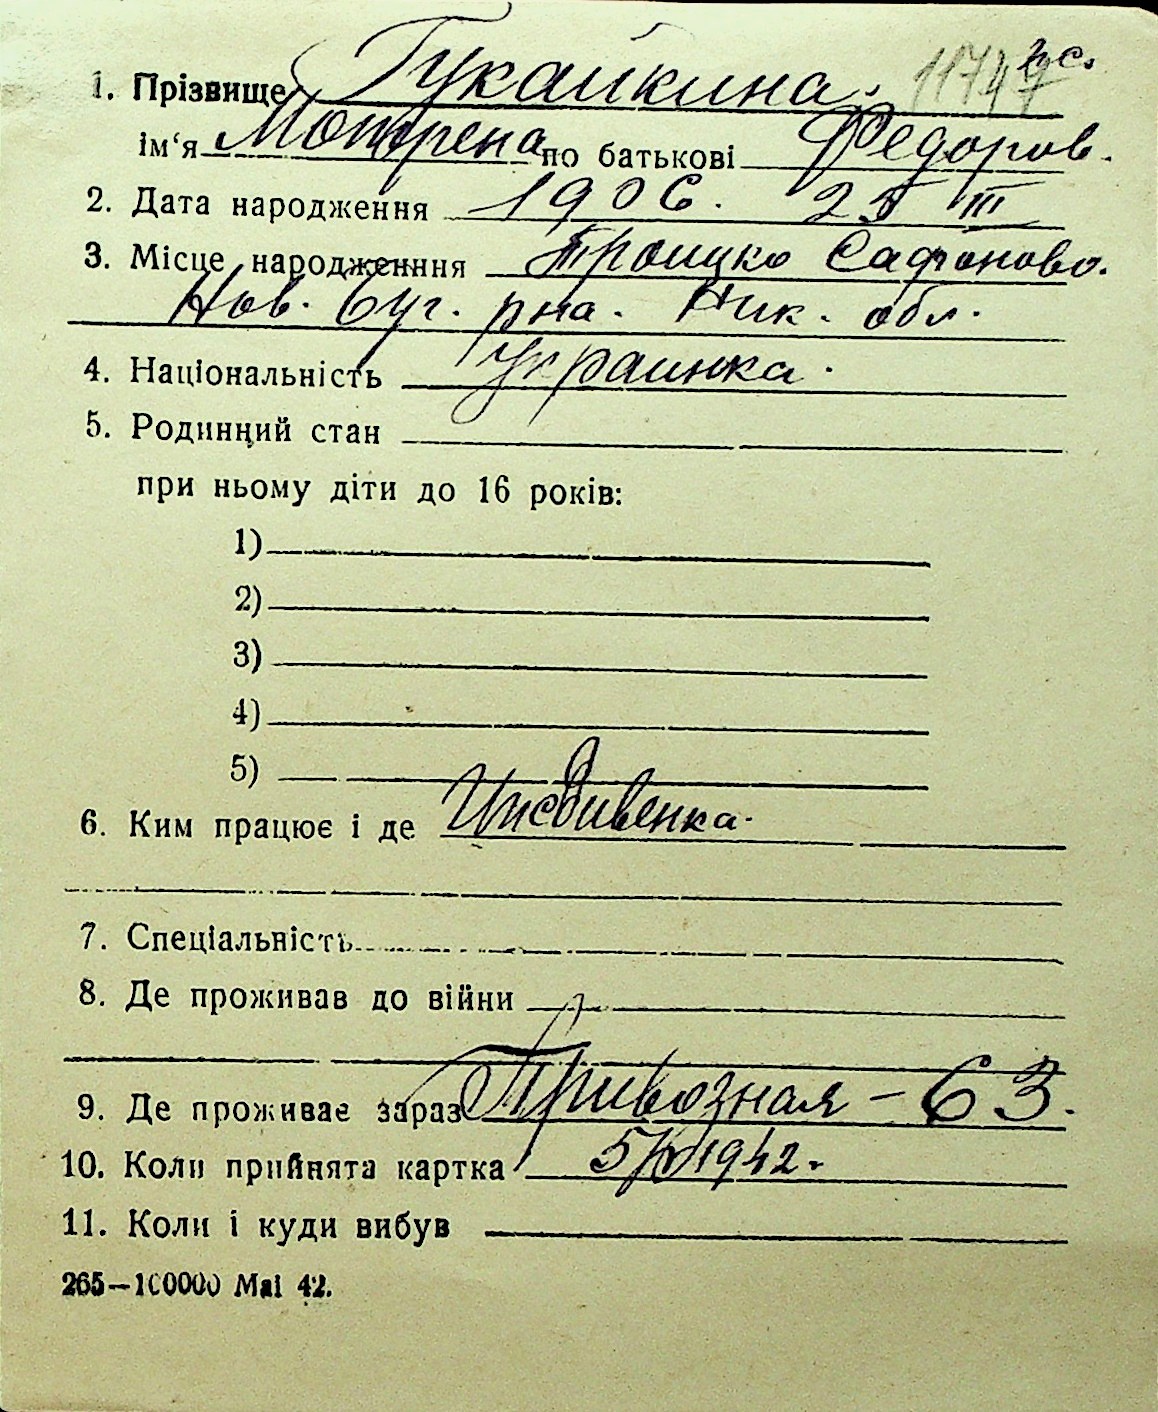 11747 п с.
1. Прізвище Гукайкина.
ім‘я Мотрена по батькові Федоров.
2. Дата народження 1906. 25 III
3. Місце народження Троицко Сафоново.
Нов. Буг. рна. Ник. обл.
4. Національність Украинка.
5. Родинний стан
при ньому діти до 16 років:
1)
2)
3)
4)
5)
6. Ким працює і де Иждивенка.
7. Спеціальність
8. Де проживав до війни
9. Де проживає зараз Привозная – 63.
10. Коли прийнята картка 1942.
11. Коли і куди вибув
265—100000 Mai 42.